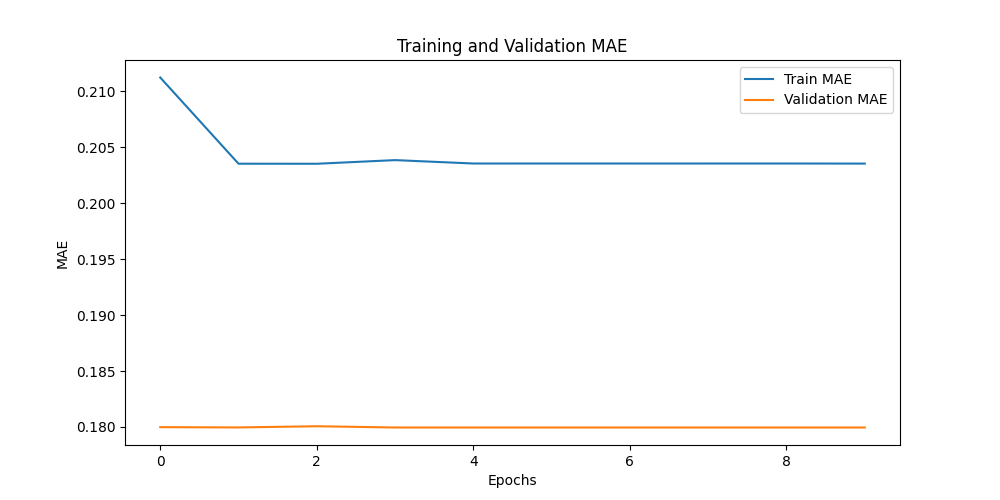 Training and Validation MAE
Train MAE
Validation MAE
0.210
0.205
0.200
0.195
0.190
0.185
0.180
MAE
0 2 4 6 8
Epochs